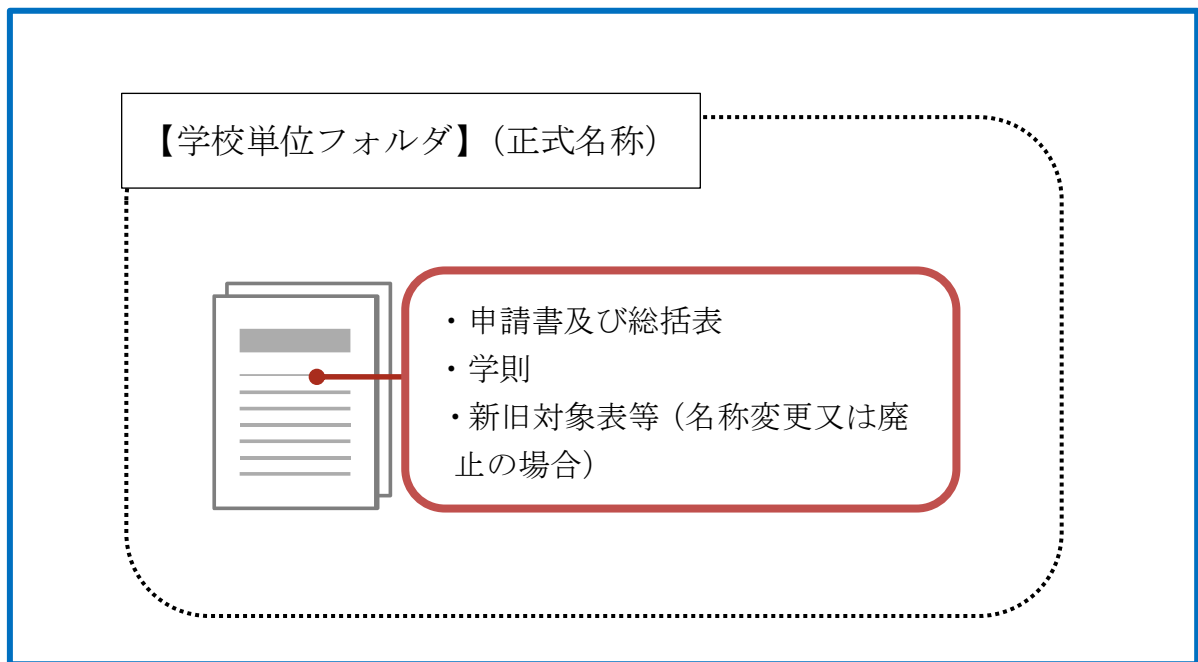 【学校単位フォルダ】（正式名称）
・申請書及び総括表
・学則
・新旧対象表等（名称変更又は廃
止の場合）